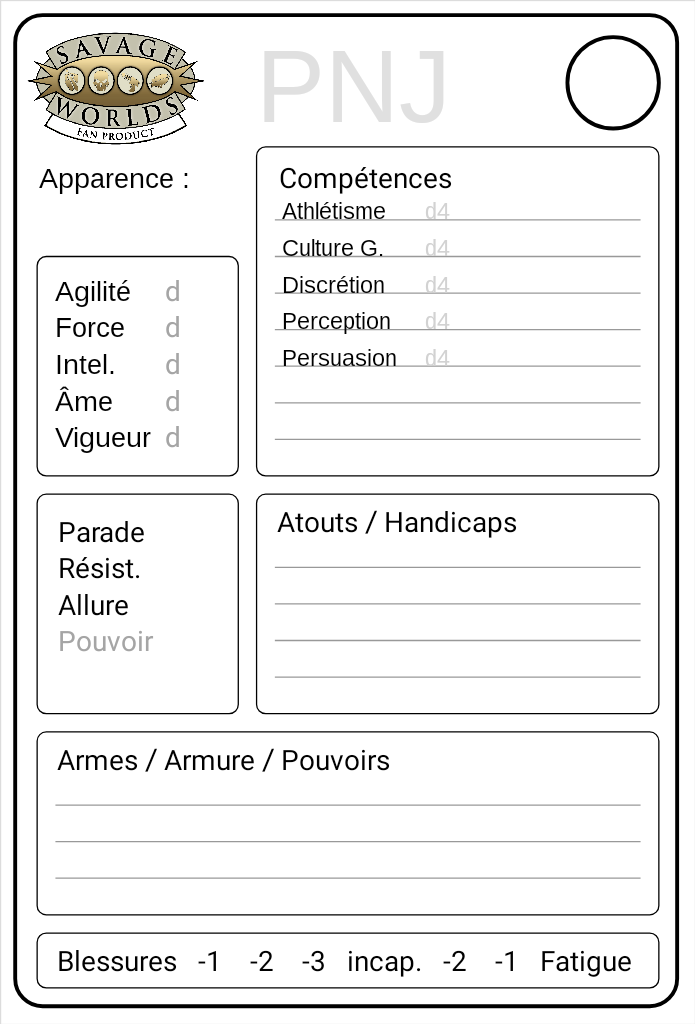 SAVAGE
WORLDS
FAN PRODUCT
PNJ
Apparence :
Compétences
Athlétisme d4
Culture G. d4
Discrétion d4
Perception d4
Persuasion d4
Agilité d
Force d
Intel. d
Âme d
Vigueur d
Parade
Résist.
Allure
Pouvoir
Atouts / Handicaps
Armes / Armure / Pouvoirs
Blessures -1 -2 -3 incap. -2 -1 Fatigue